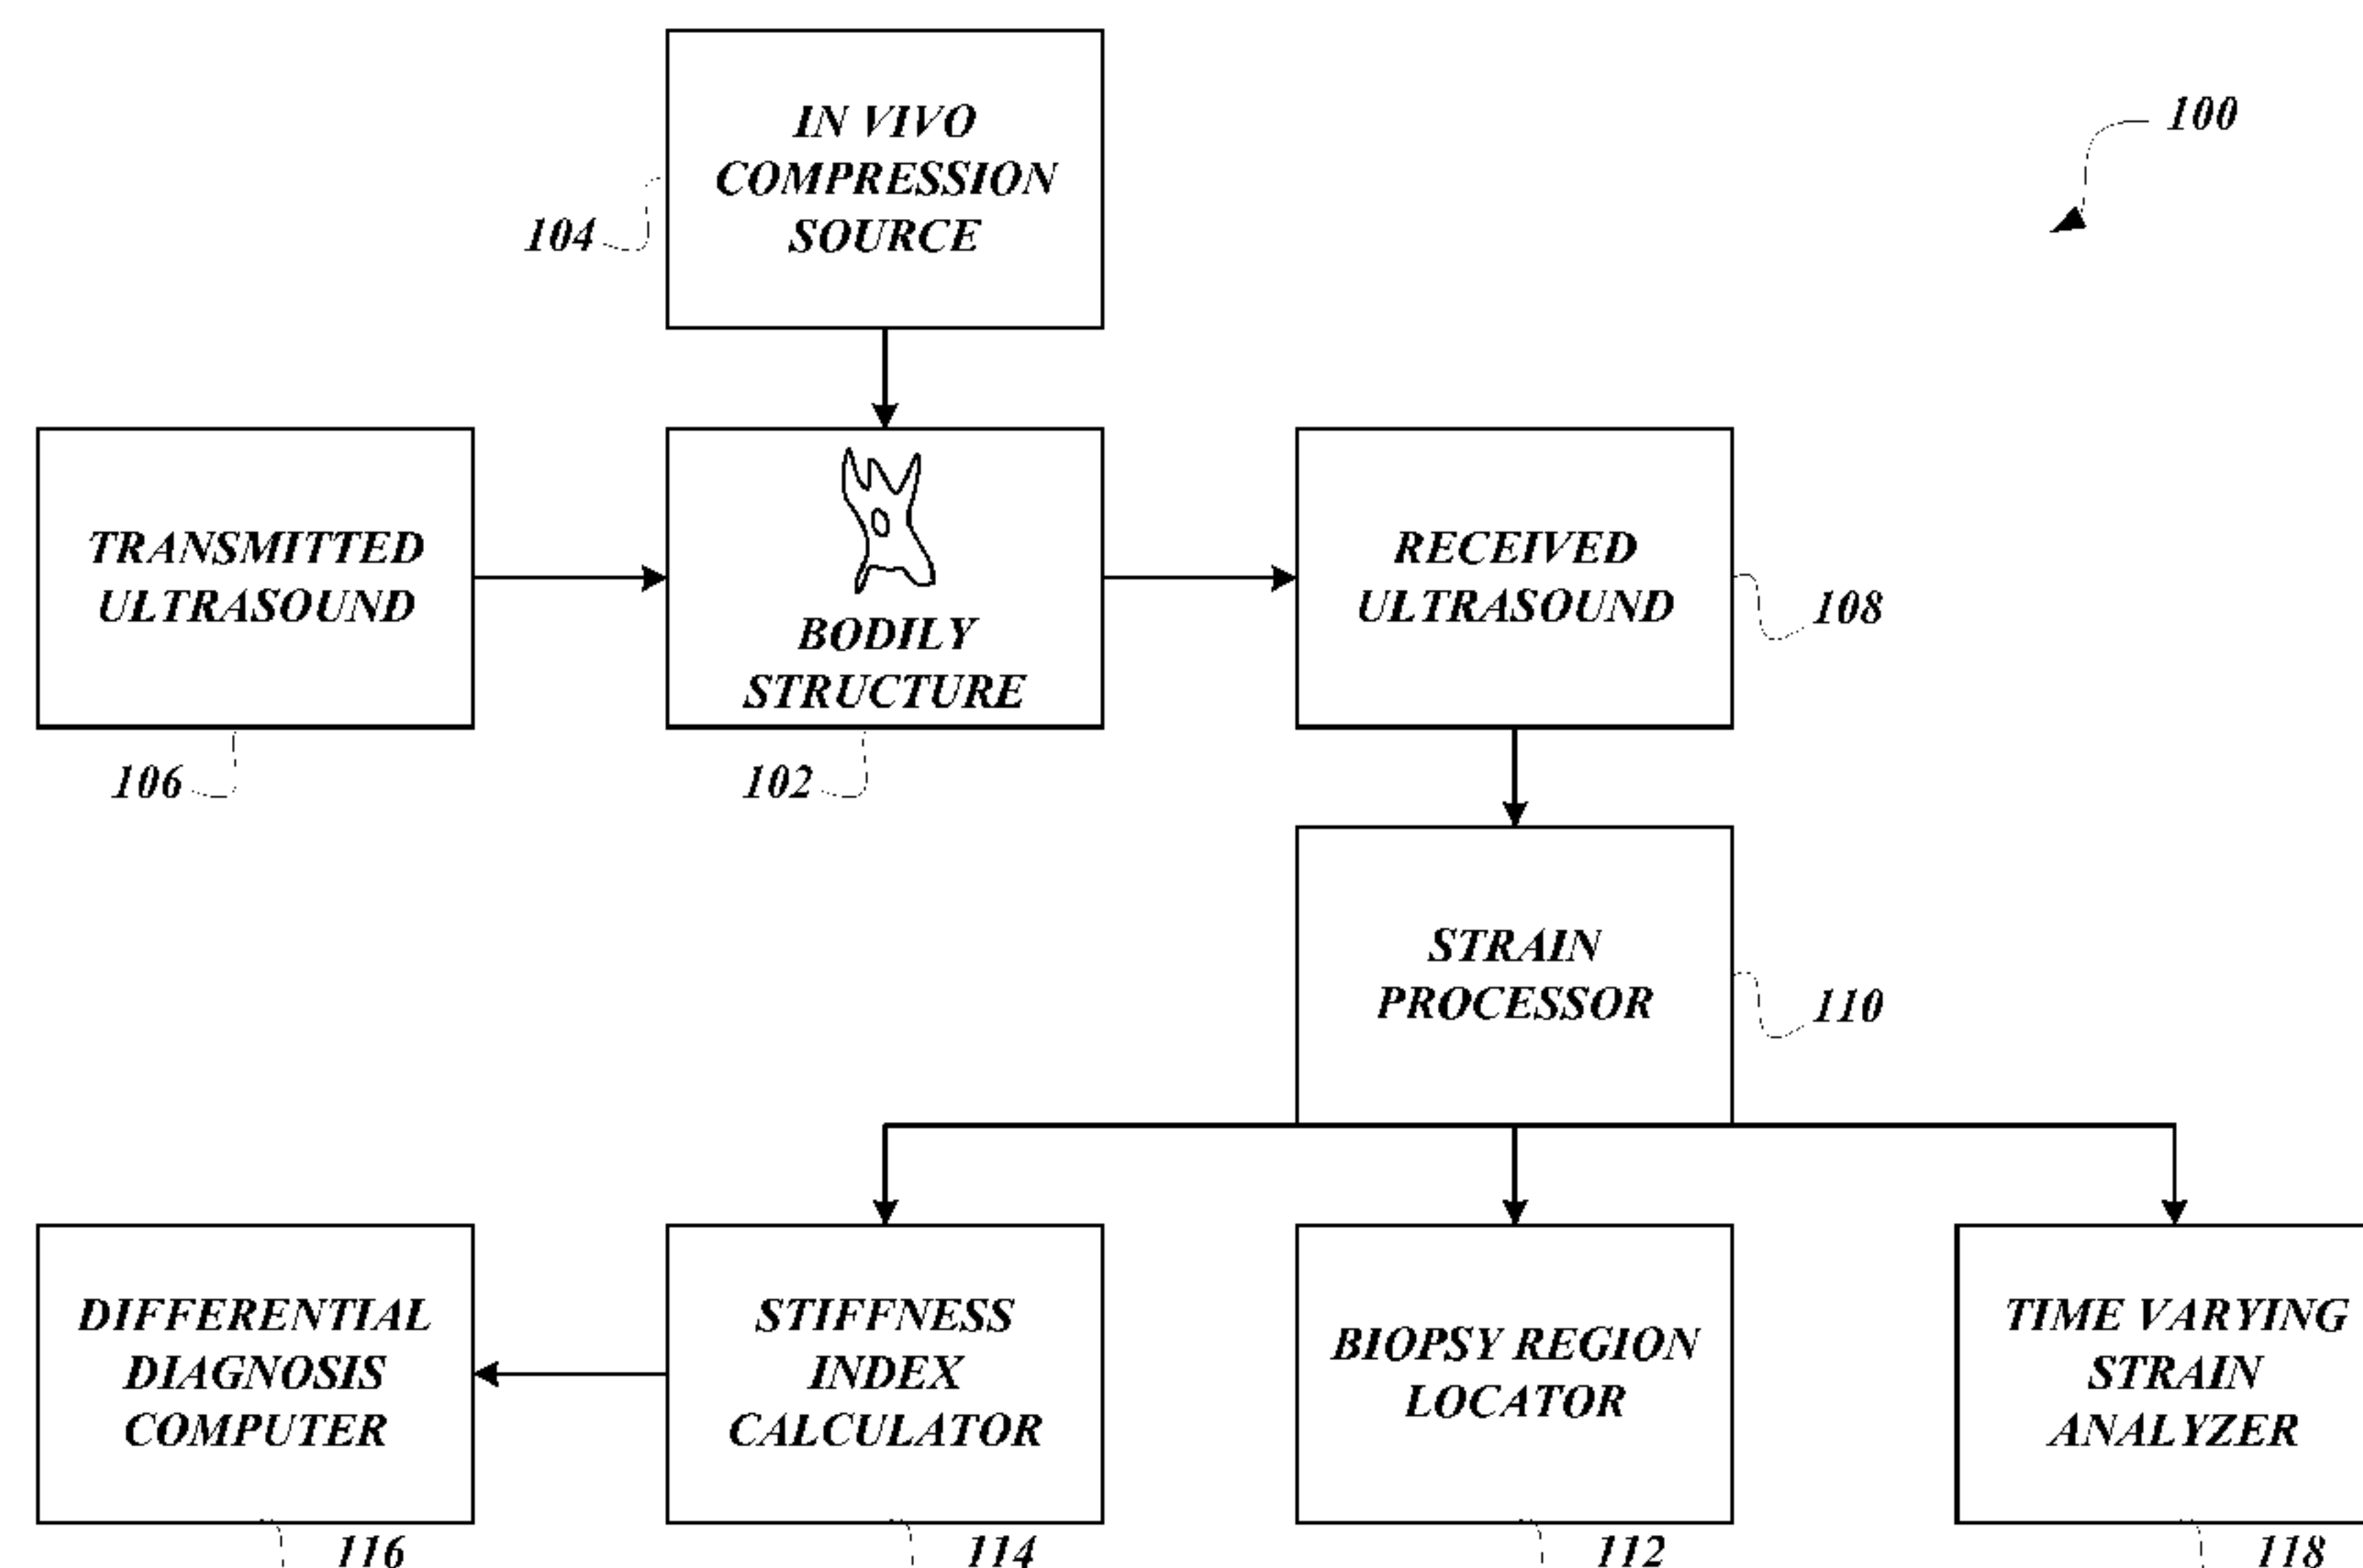 IN VIVO
COMPRESSION
SOURCE
100
104
TRANSMITTED
ULTRASOUND
BODILY
STRUCTURE
RECEIVED
ULTRASOUND
108
106
102
STRAIN
PROCESSOR
110
DIFFERENTIAL
DIAGNOSIS
COMPUTER
STIFFNESS
INDEX
CALCULATOR
BIOPSY REGION
LOCATOR
TIME VARYING
STRAIN
ANALYZER
116
114
112
118